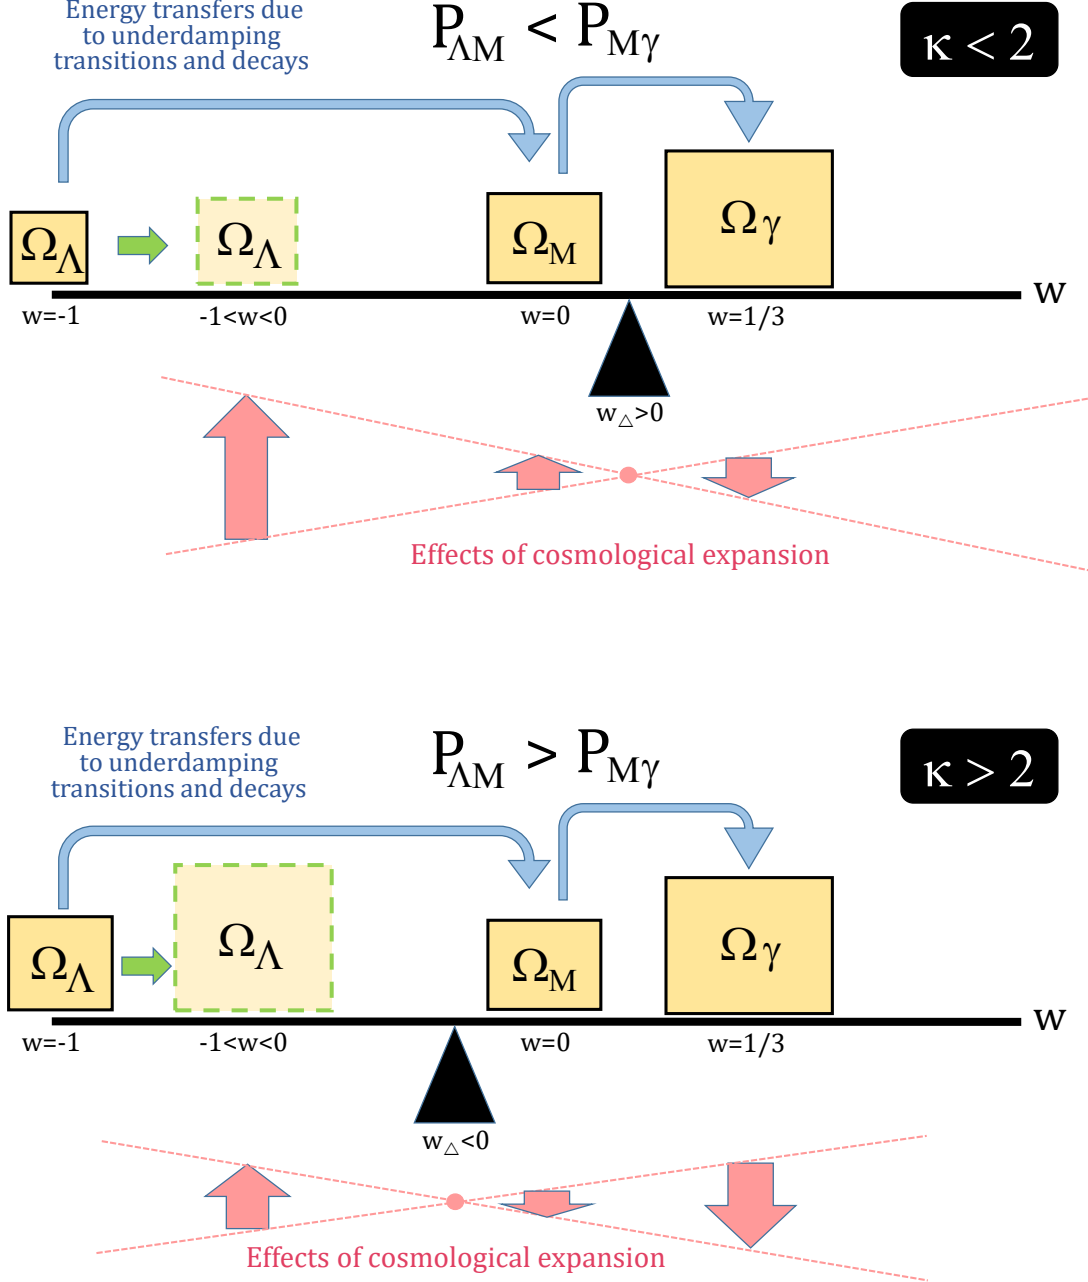 Energy transfers due
to underdamping
transitions and decays
P_ΛM < P_Mγ
κ < 2
Ω_Λ
Ω_Λ
Ω_M
Ω_γ
w
w=-1
-1<w<0
w=0
w=1/3
w_△>0
Effects of cosmological expansion
Energy transfers due
to underdamping
transitions and decays
P_ΛM > P_Mγ
κ > 2
Ω_Λ
Ω_Λ
Ω_M
Ω_γ
w
w=-1
-1<w<0
w=0
w=1/3
w_△<0
Effects of cosmological expansion